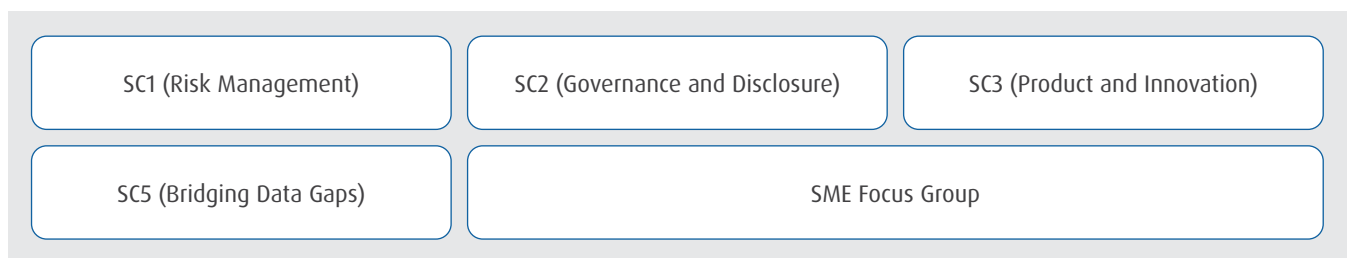 SC1 (Risk Management)
SC2 (Governance and Disclosure)
SC3 (Product and Innovation)
SC5 (Bridging Data Gaps)
SME Focus Group